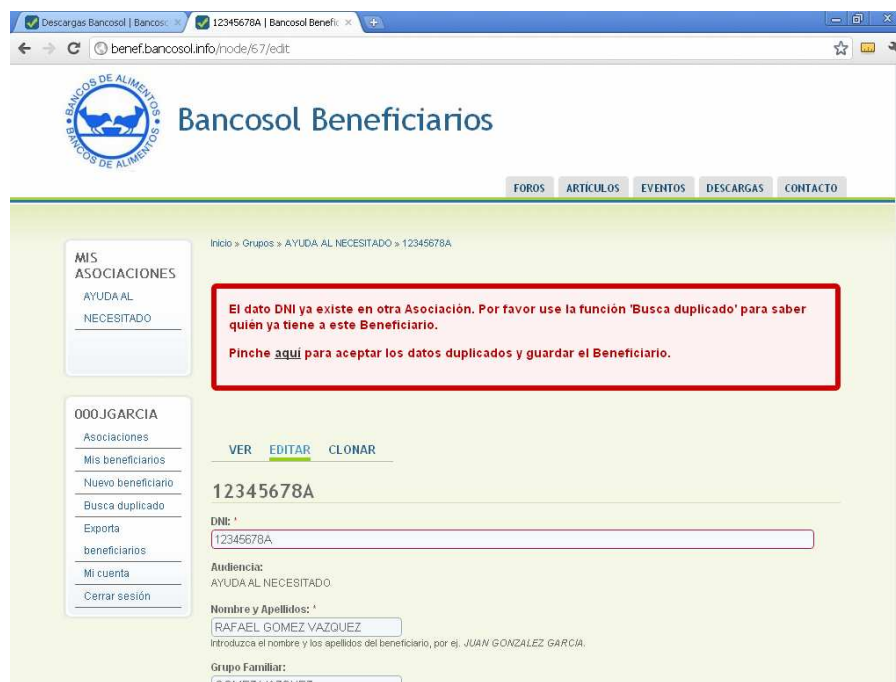 Descargas Bancosol | Bancosc
12345678A | Bancosol Benefic
benef.bancosol.info/node/67/edit
BANCOS DE ALIMENTOS
BANCOS DE ALIMENTOS
Bancosol Beneficiarios
FOROS ARTÍCULOS EVENTOS DESCARGAS CONTACTO
Inicio » Grupos » AYUDA AL NECESITADO » 12345678A
MIS
ASOCIACIONES
AYUDA AL
NECESITADO
El dato DNI ya existe en otra Asociación. Por favor use la función 'Busca duplicado' para saber
quién ya tiene a este Beneficiario.
Pinche aquí para aceptar los datos duplicados y guardar el Beneficiario.
000JGARCIA
Asociaciones
Mis beneficiarios
Nuevo beneficiario
Busca duplicado
Exporta
beneficiarios
Mi cuenta
Cerrar sesión
VER EDITAR CLONAR
12345678A
DNI: *
12345678A
Audiencia:
AYUDA AL NECESITADO
Nombre y Apellidos: *
RAFAEL GOMEZ VAZQUEZ
Introduzca el nombre y los apellidos del beneficiario, por ej. JUAN GONZALEZ GARCIA.
Grupo Familiar: